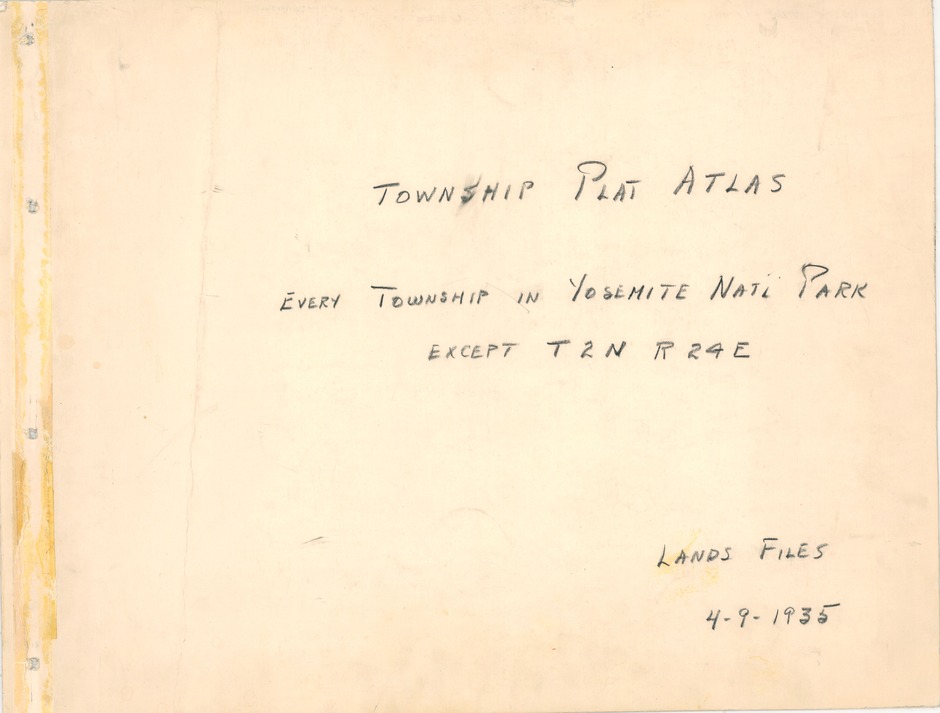 TOWNSHIP PLAT ATLAS
EVERY TOWNSHIP IN YOSEMITE NATL PARK
EXCEPT T2N R24E
LANDS FILES
4-9-1935